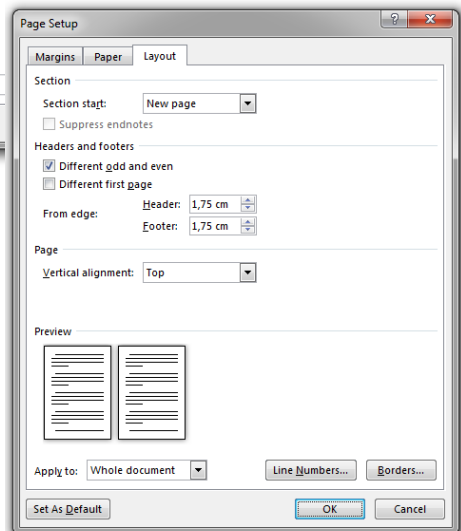 Page Setup
Margins Paper Layout
Section
Section start: New page
Suppress endnotes
Headers and footers
Different odd and even
Different first page
From edge:
Header: 1,75 cm
Footer: 1,75 cm
Page
Vertical alignment: Top
Preview
Apply to: Whole document Line Numbers... Borders...
Set As Default OK Cancel